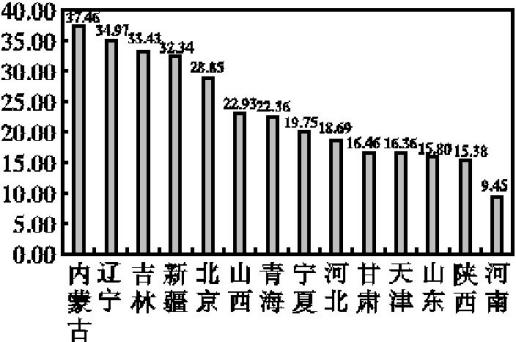 40.00
35.00
30.00
25.00
20.00
15.00
10.00
5.00
0.00
37.46
34.97
33.43
32.34
28.85
22.93
22.36
19.75
18.69
16.46
16.36
15.80
15.38
9.45
内蒙古
辽宁
吉林
新疆
北京
山西
青海
宁夏
河北
甘肃
天津
山东
陕西
河南